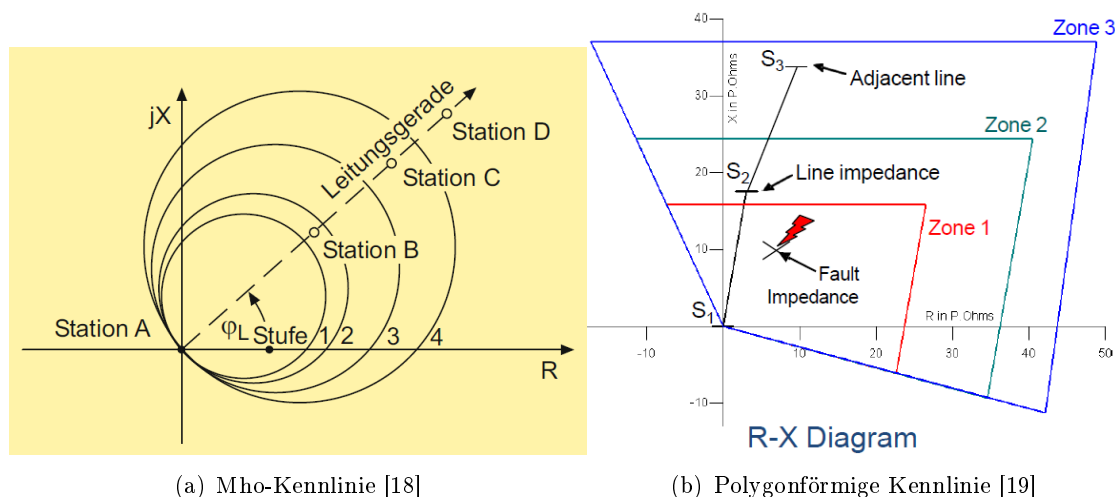 jX
Leitungsgerade
Station D
Station C
Station B
Station A
φL
Stufe
1
2
3
4
R
(a) Mho-Kennlinie [18]
40
30
20
10
-10
-10
10
20
30
40
50
X in P.Ohms
R in P.Ohms
Zone 3
S3
Adjacent line
Zone 2
S2
Line impedance
Zone 1
Fault
Impedance
S1
R-X Diagram
(b) Polygonförmige Kennlinie [19]